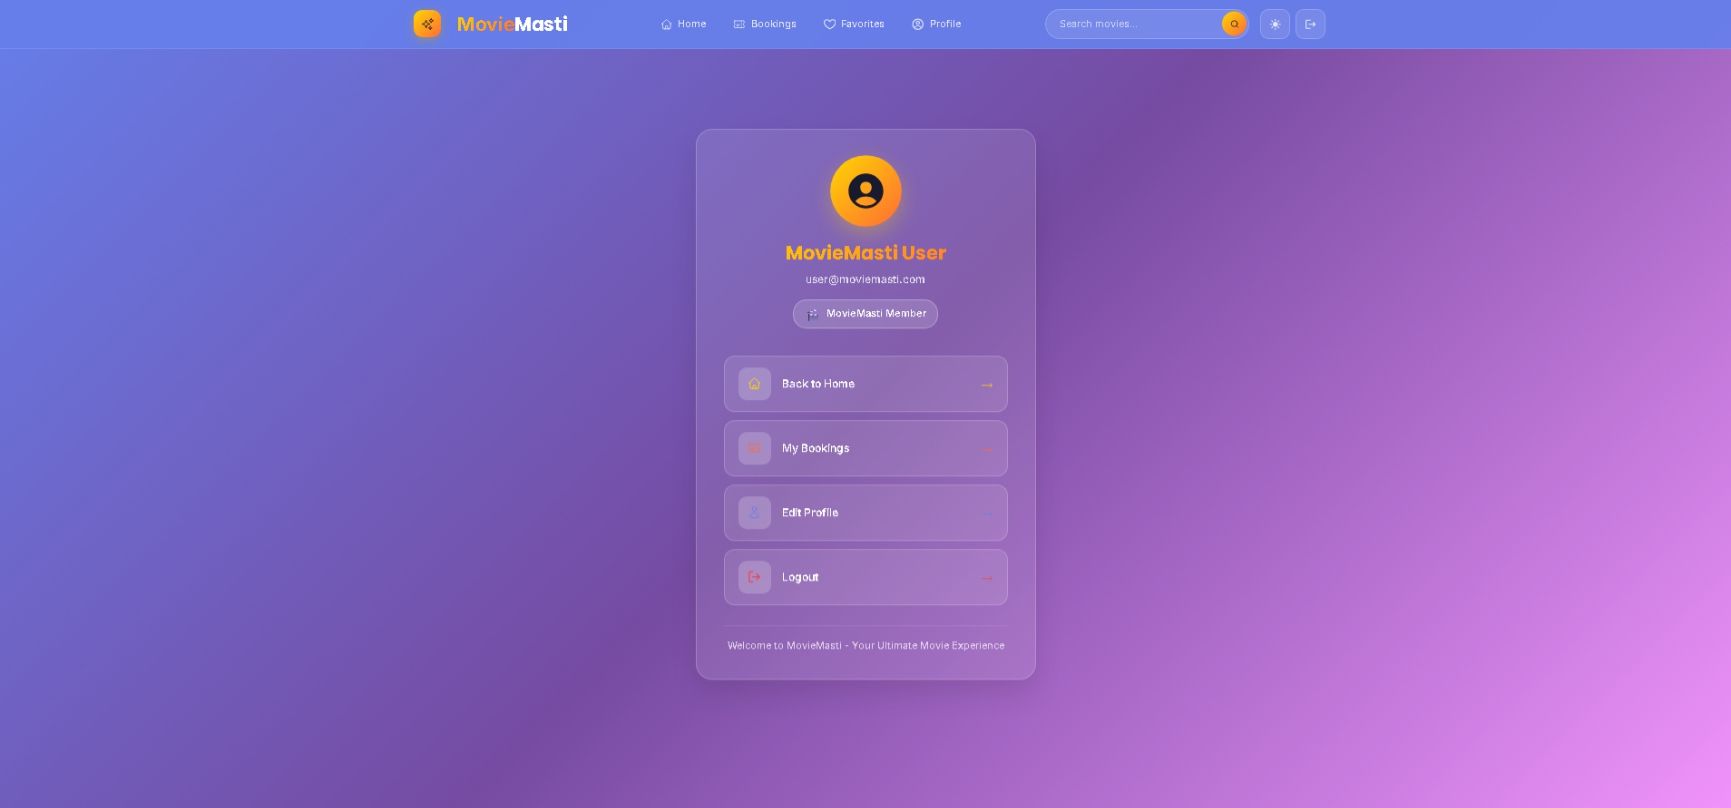 MovieMasti
Home
Bookings
Favorites
Profile
Search movies...
MovieMasti User
user@moviemasti.com
MovieMasti Member
Back to Home
→
My Bookings
→
Edit Profile
→
Logout
→
Welcome to MovieMasti - Your Ultimate Movie Experience